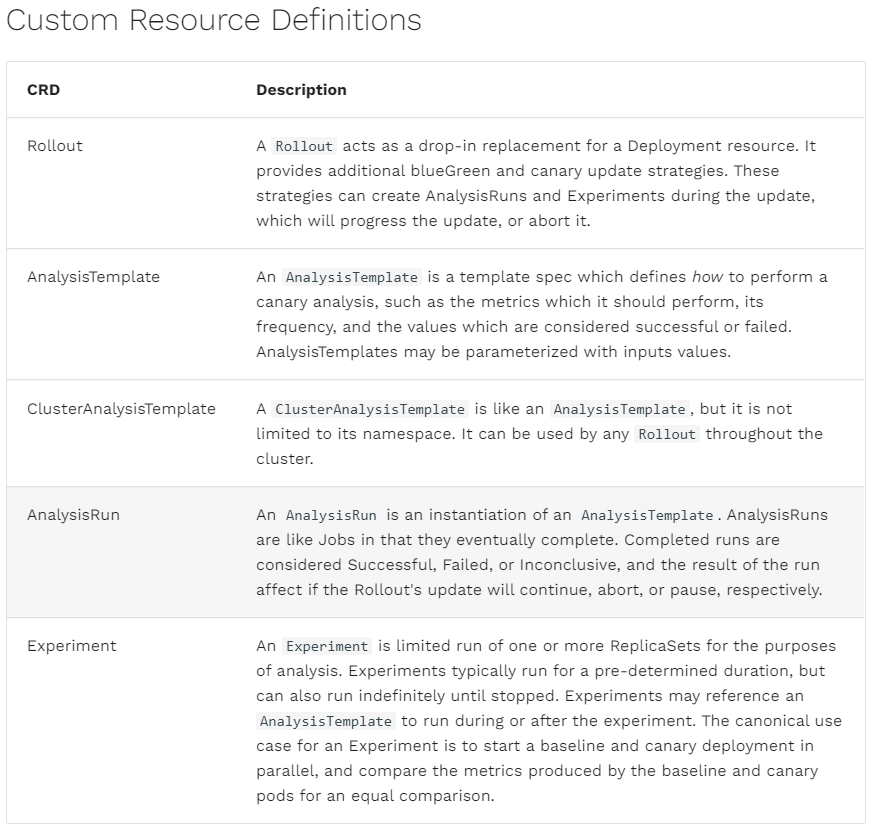 Custom Resource Definitions
CRD Description
Rollout A Rollout acts as a drop-in replacement for a Deployment resource. It
provides additional blueGreen and canary update strategies. These
strategies can create AnalysisRuns and Experiments during the update,
which will progress the update, or abort it.
AnalysisTemplate An AnalysisTemplate is a template spec which defines how to perform a
canary analysis, such as the metrics which it should perform, its
frequency, and the values which are considered successful or failed.
AnalysisTemplates may be parameterized with inputs values.
ClusterAnalysisTemplate A ClusterAnalysisTemplate is like an AnalysisTemplate, but it is not
limited to its namespace. It can be used by any Rollout throughout the
cluster.
AnalysisRun An AnalysisRun is an instantiation of an AnalysisTemplate. AnalysisRuns
are like Jobs in that they eventually complete. Completed runs are
considered Successful, Failed, or Inconclusive, and the result of the run
affect if the Rollout's update will continue, abort, or pause, respectively.
Experiment An Experiment is limited run of one or more ReplicaSets for the purposes
of analysis. Experiments typically run for a pre-determined duration, but
can also run indefinitely until stopped. Experiments may reference an
AnalysisTemplate to run during or after the experiment. The canonical use
case for an Experiment is to start a baseline and canary deployment in
parallel, and compare the metrics produced by the baseline and canary
pods for an equal comparison.